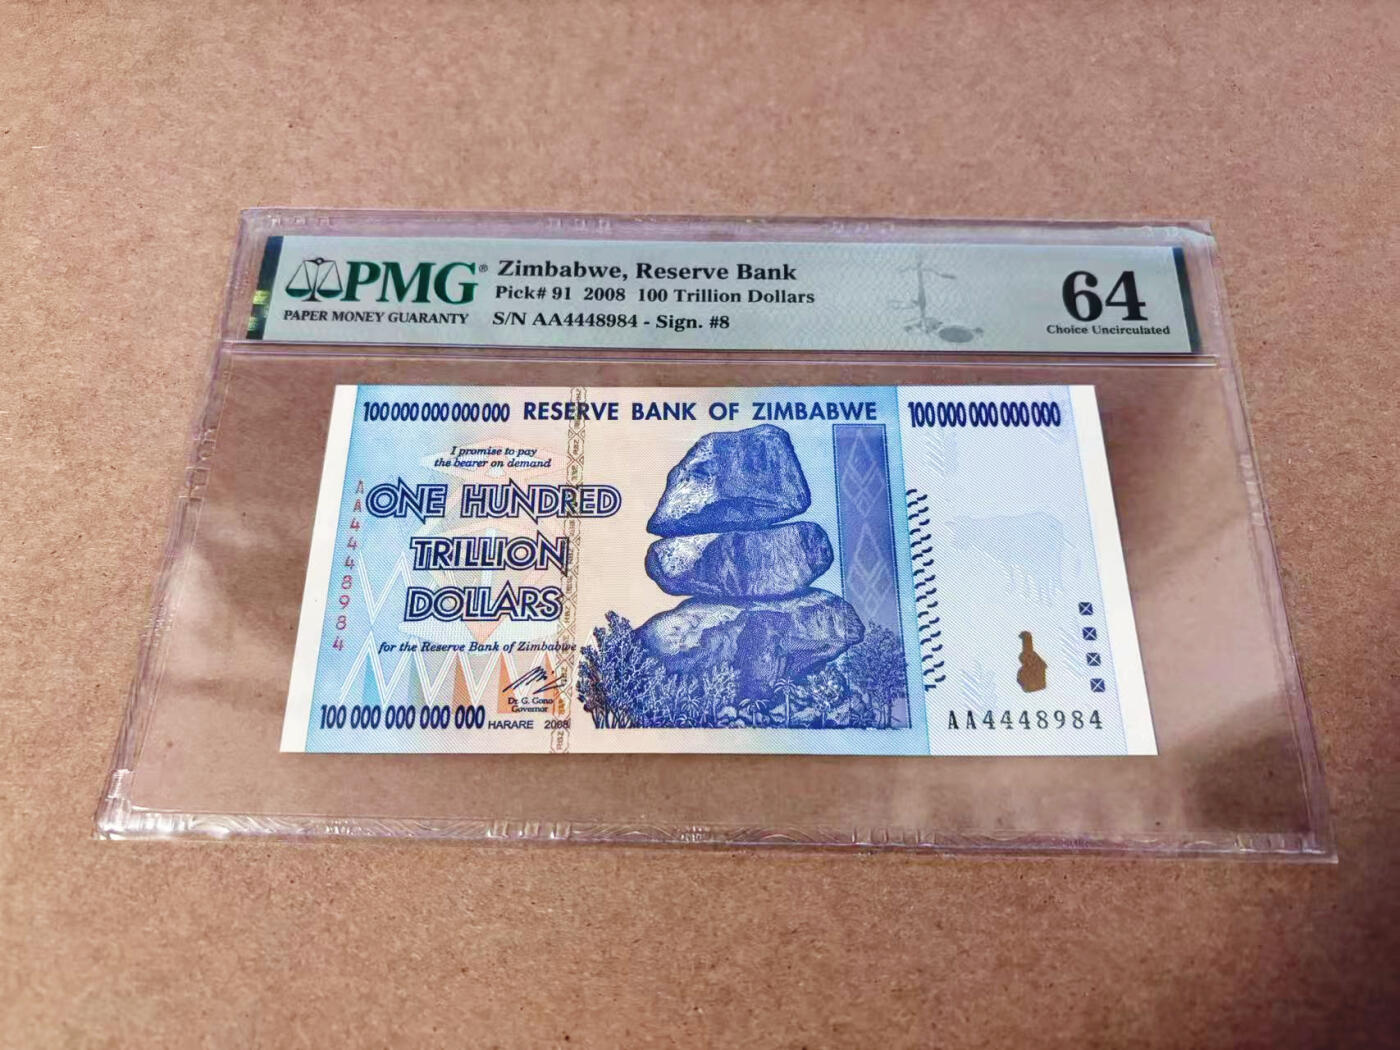 PMG®
PAPER MONEY GUARANTY
Zimbabwe, Reserve Bank
Pick# 91 2008 100 Trillion Dollars
S/N AA4448984 - Sign. #8
64
Choice Uncirculated
100 000 000 000 000 RESERVE BANK OF ZIMBABWE 100 000 000 000 000
I promise to pay
the bearer on demand
ONE HUNDRED
TRILLION
DOLLARS
for the Reserve Bank of Zimbabwe
Dr. G. Gono
Governor
100 000 000 000 000 HARARE 2008
AA4448984
AA4448984
RBZ